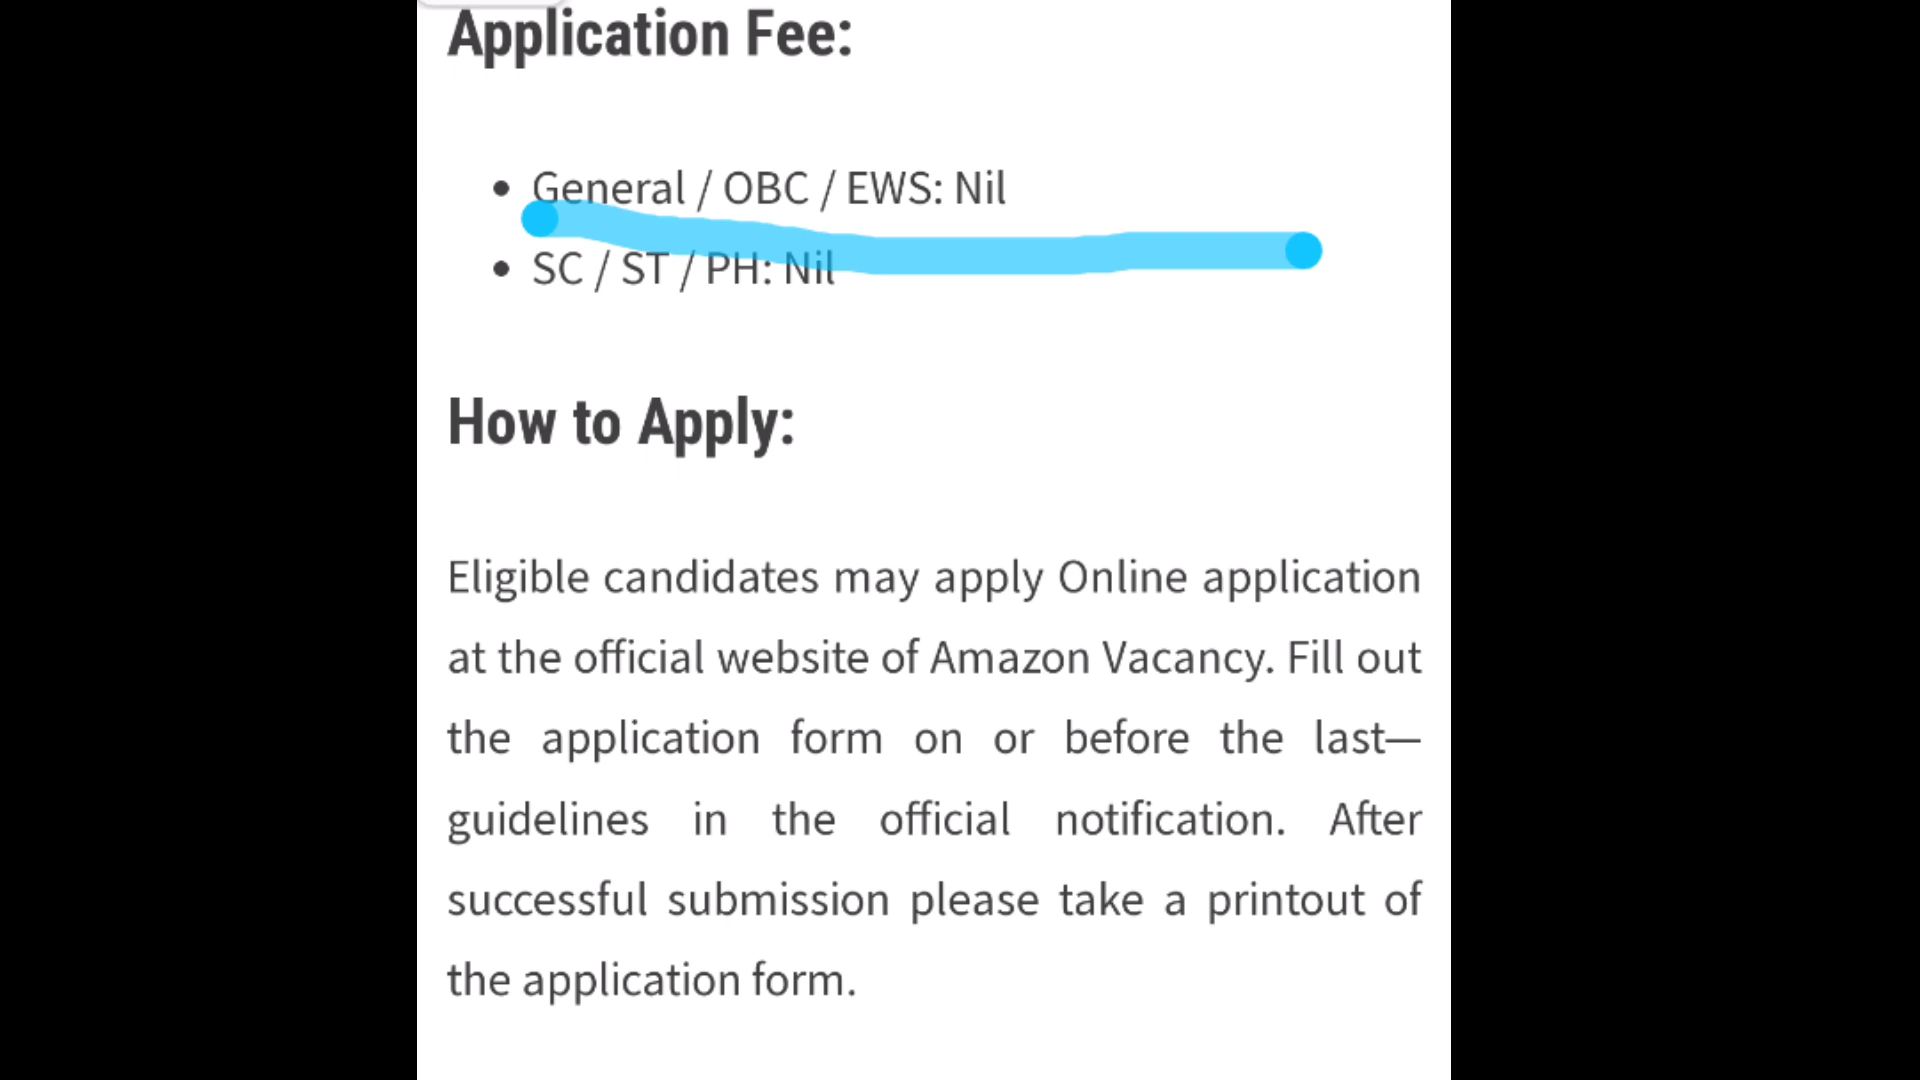 Application Fee:
General / OBC / EWS: Nil
SC / ST / PH: Nil
How to Apply:
Eligible candidates may apply Online application
at the official website of Amazon Vacancy. Fill out
the application form on or before the last—
guidelines in the official notification. After
successful submission please take a printout of
the application form.